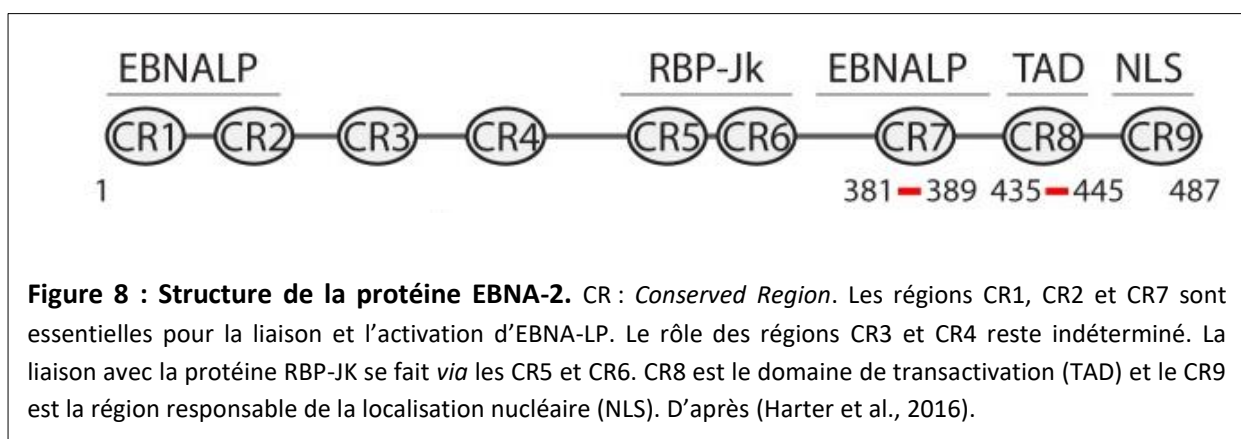 EBNALP RBP-Jk EBNALP TAD NLS
CR1 CR2 CR3 CR4 CR5 CR6 CR7 CR8 CR9
1 381 389 435 445 487
Figure 8 : Structure de la protéine EBNA-2. CR : Conserved Region. Les régions CR1, CR2 et CR7 sont
essentielles pour la liaison et l’activation d’EBNA-LP. Le rôle des régions CR3 et CR4 reste indéterminé. La
liaison avec la protéine RBP-JK se fait via les CR5 et CR6. CR8 est le domaine de transactivation (TAD) et le CR9
est la région responsable de la localisation nucléaire (NLS). D’après (Harter et al., 2016).